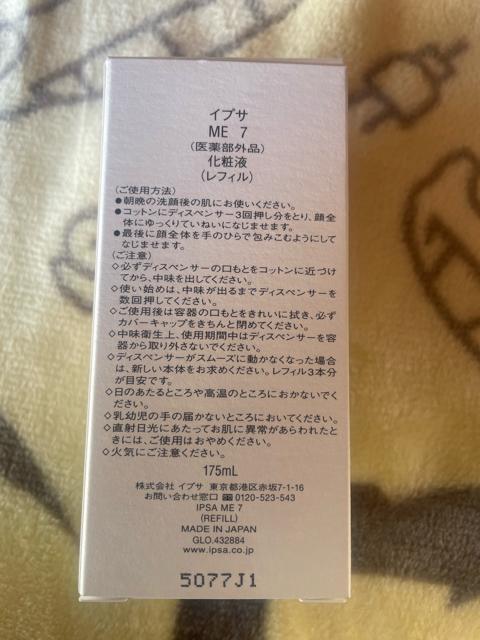 イプサ
ME 7
(医薬部外品)
化粧液
(レフィル)
〈ご使用方法〉
●朝晩の洗顔後の肌にお使いください。
●コットンにディスペンサー3回押し分をとり、顔全
体にゆっくりていねいになじませます。
●最後に顔全体を手のひらで包みこむようにして
なじませます。
〈ご注意〉
◇必ずディスペンサーの口もとをコットンに近づけ
てから、中味を出してください。
◇使い始めは、中味が出るまでディスペンサーを
数回押してください。
◇ご使用後は容器の口もとをきれいに拭き、必ず
カバーキャップをきちんと閉めてください。
◇中味衛生上、使用期間中はディスペンサーを容
器から取り外さないでください。
◇ディスペンサーがスムーズに動かなくなった場合
は、新しい本体をお求めください。レフィル3本分
が目安です。
◇日のあたるところや高温のところにおかないでく
ださい。
◇乳幼児の手の届かないところにおいてください。
◇直射日光にあたってお肌に異常があらわれたと
きには、ご使用はおやめください。
◇火気にご注意ください。
175mL
株式会社 イプサ 東京都港区赤坂7-1-16
お問い合わせ窓口 0120-523-543
IPSA ME 7
(REFILL)
MADE IN JAPAN
GLO.432884
www.ipsa.co.jp
5077J1